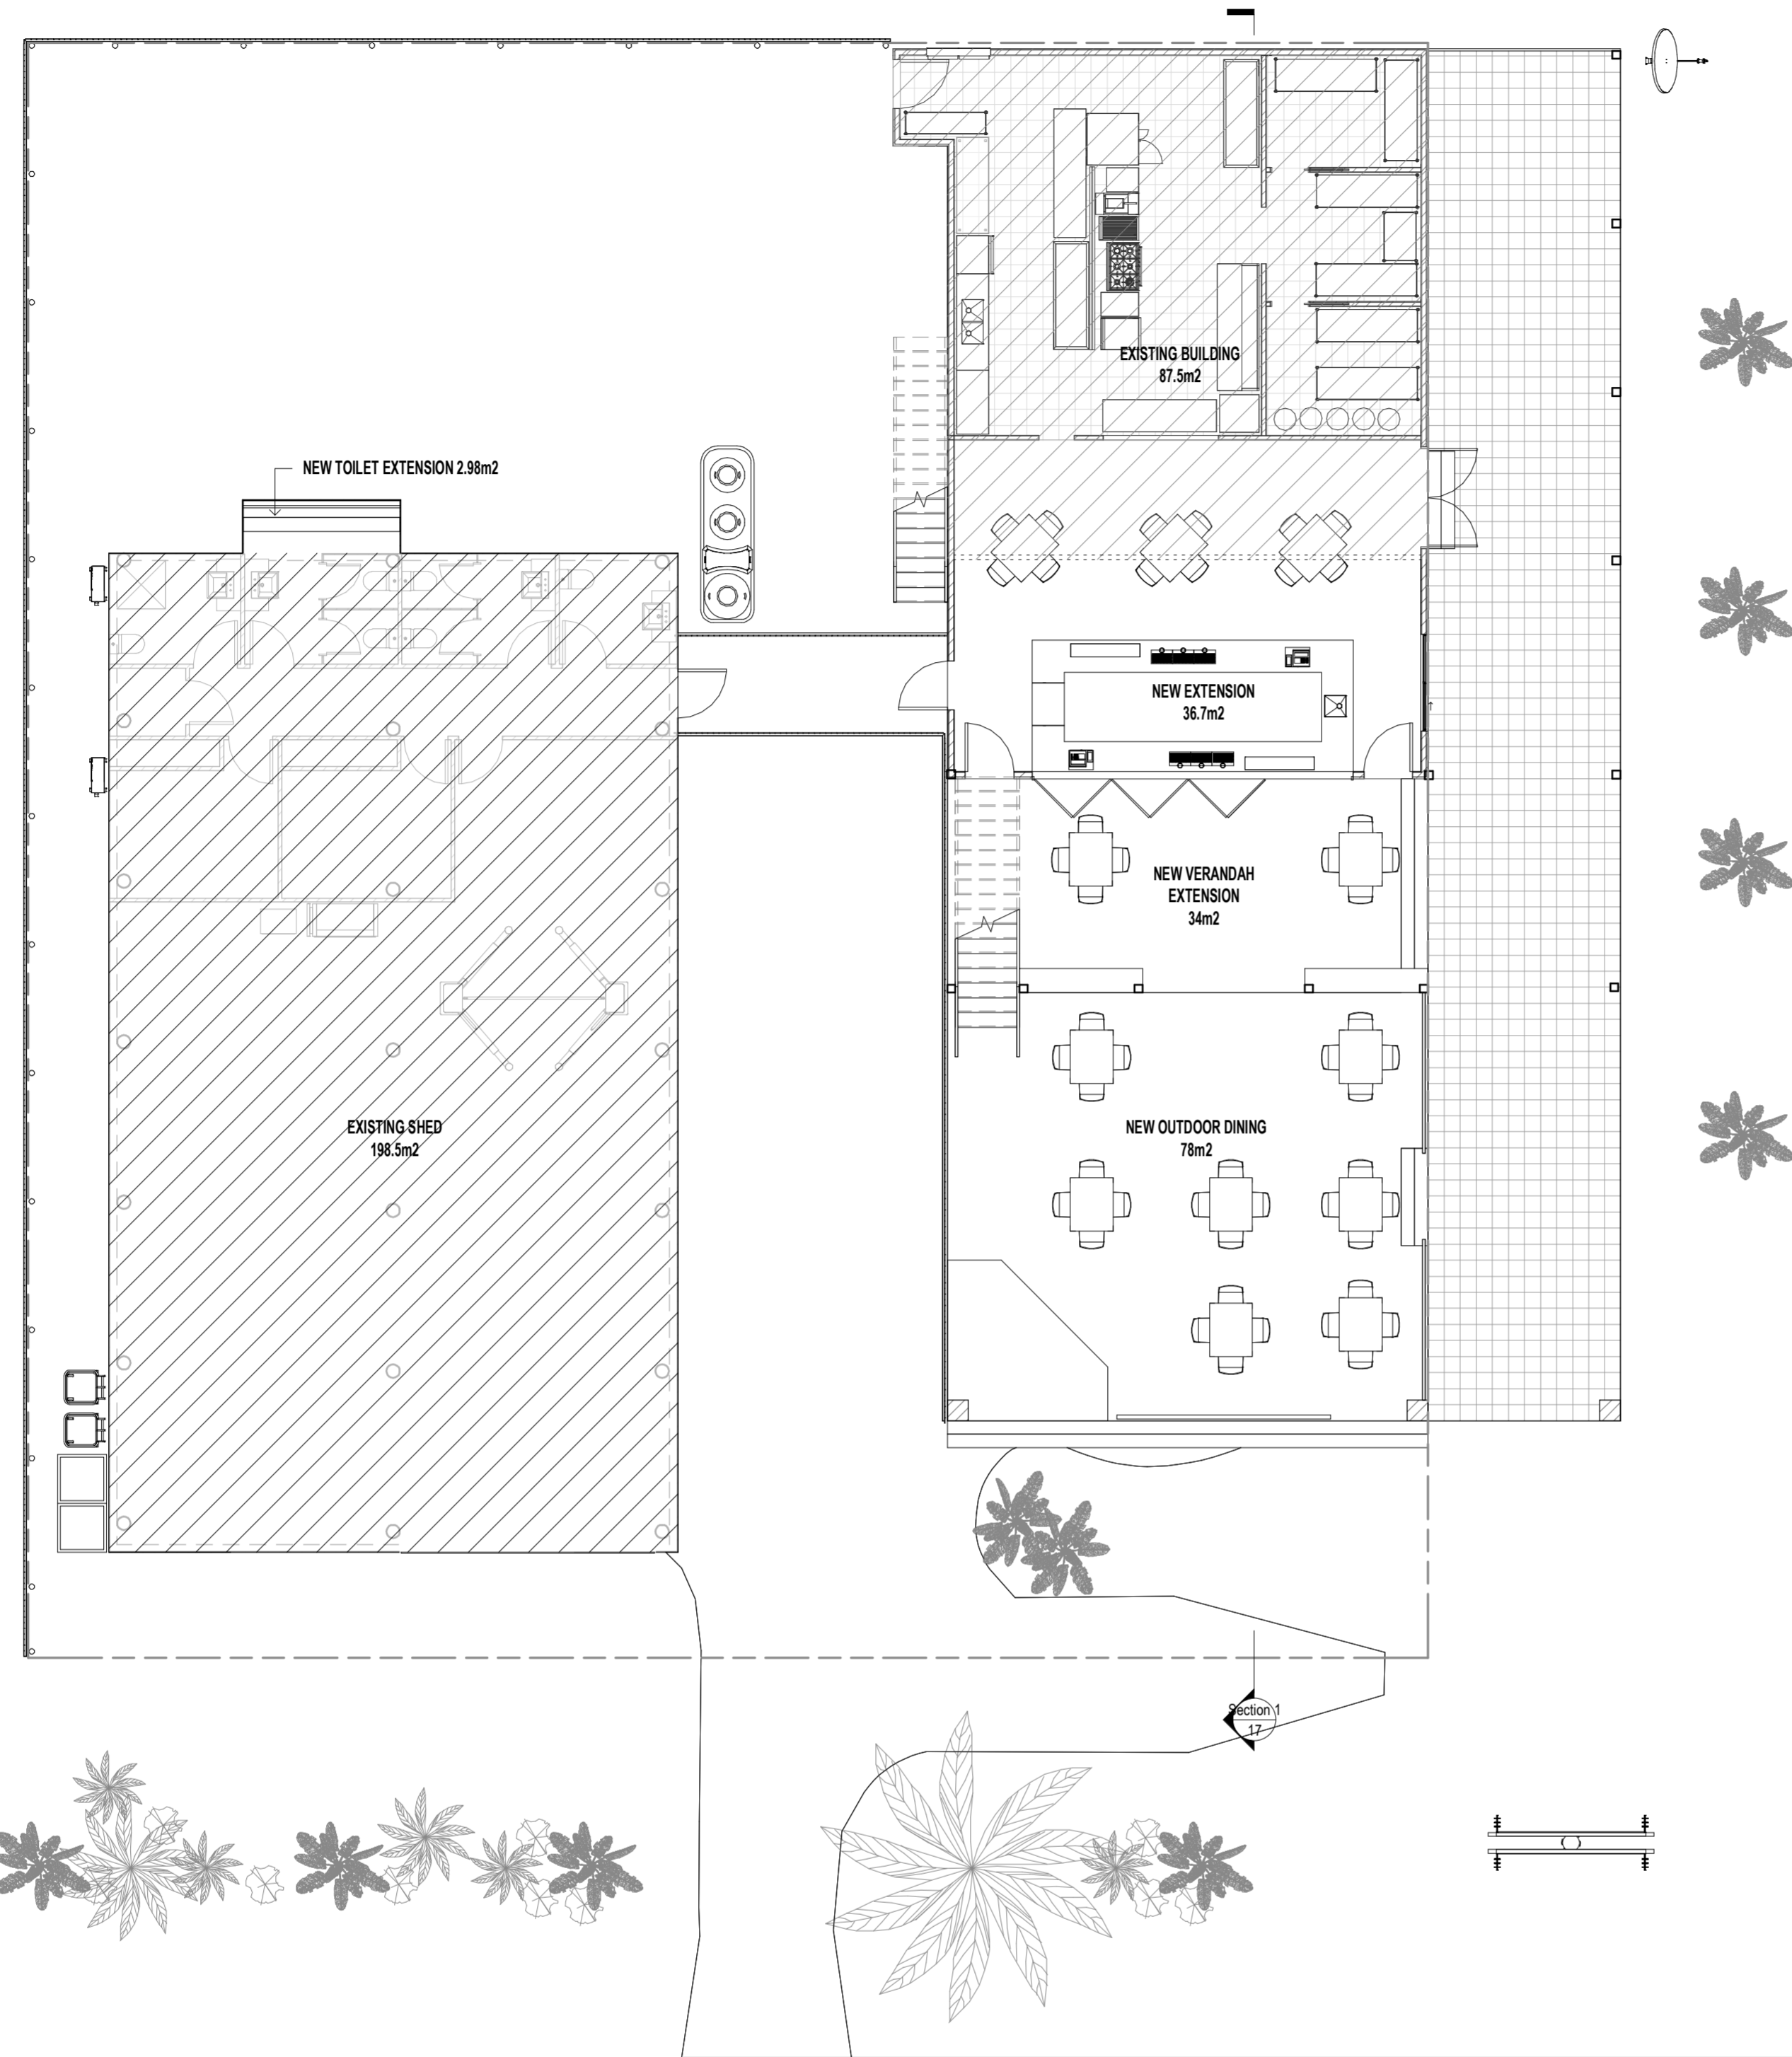 EXISTING BUILDING
87.5m2
NEW TOILET EXTENSION 2.98m2
NEW EXTENSION
36.7m2
NEW VERANDAH
EXTENSION
34m2
EXISTING SHED
198.5m2
NEW OUTDOOR DINING
78m2
Section 1
17